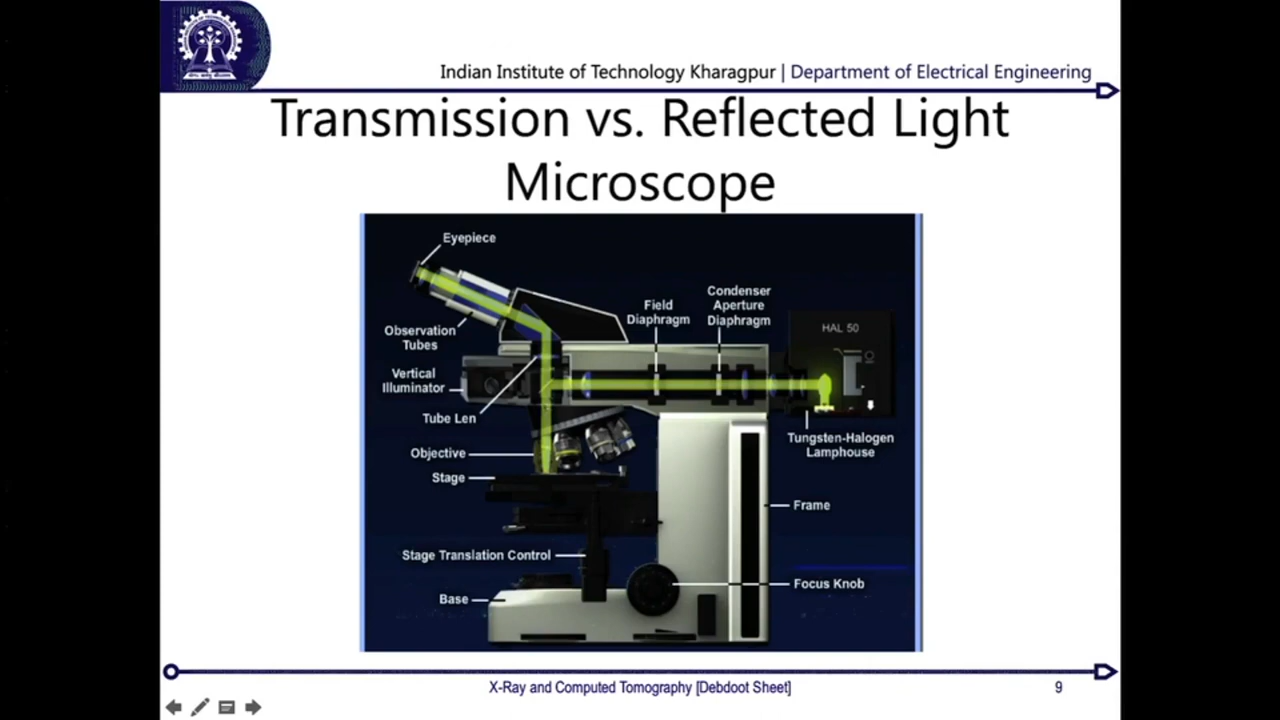 Indian Institute of Technology Kharagpur | Department of Electrical Engineering
Transmission vs. Reflected Light
Microscope
Eyepiece
Observation
Tubes
Vertical
Illuminator
Tube Len
Objective
Stage
Stage Translation Control
Base
Field
Diaphragm
Condenser
Aperture
Diaphragm
HAL 50
Tungsten-Halogen
Lamphouse
Frame
Focus Knob
X-Ray and Computed Tomography [Debdoot Sheet]
9